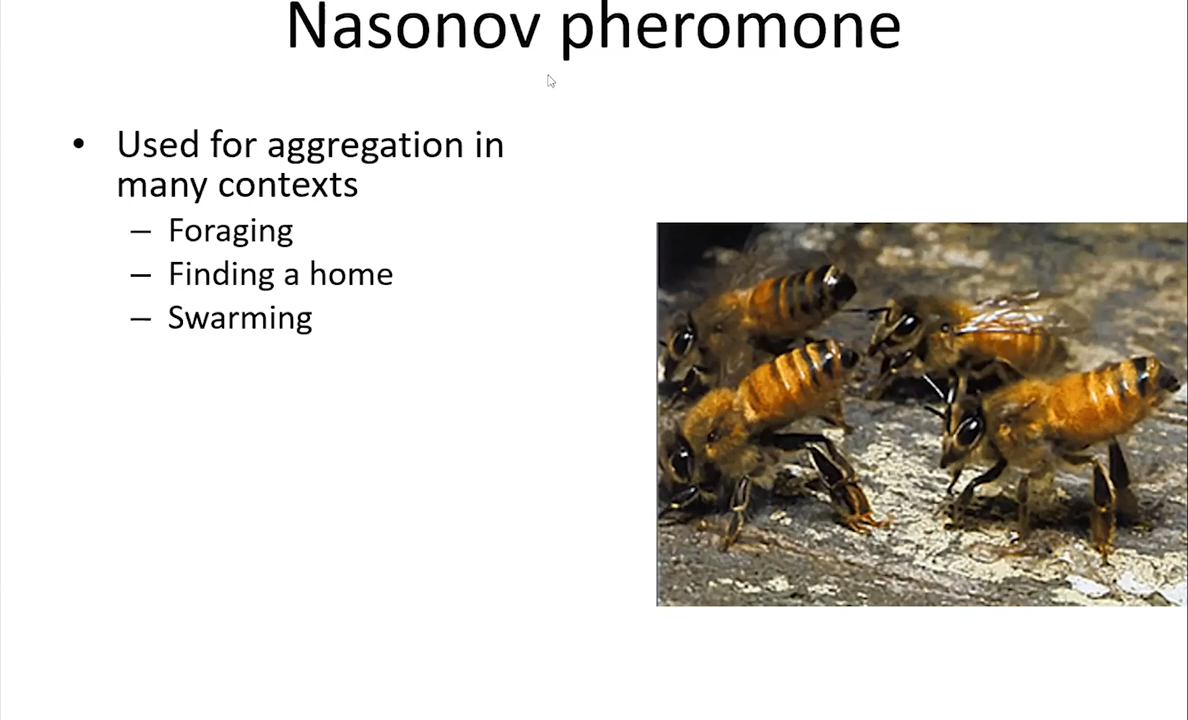 Nasonov pheromone
• Used for aggregation in
many contexts
– Foraging
– Finding a home
– Swarming